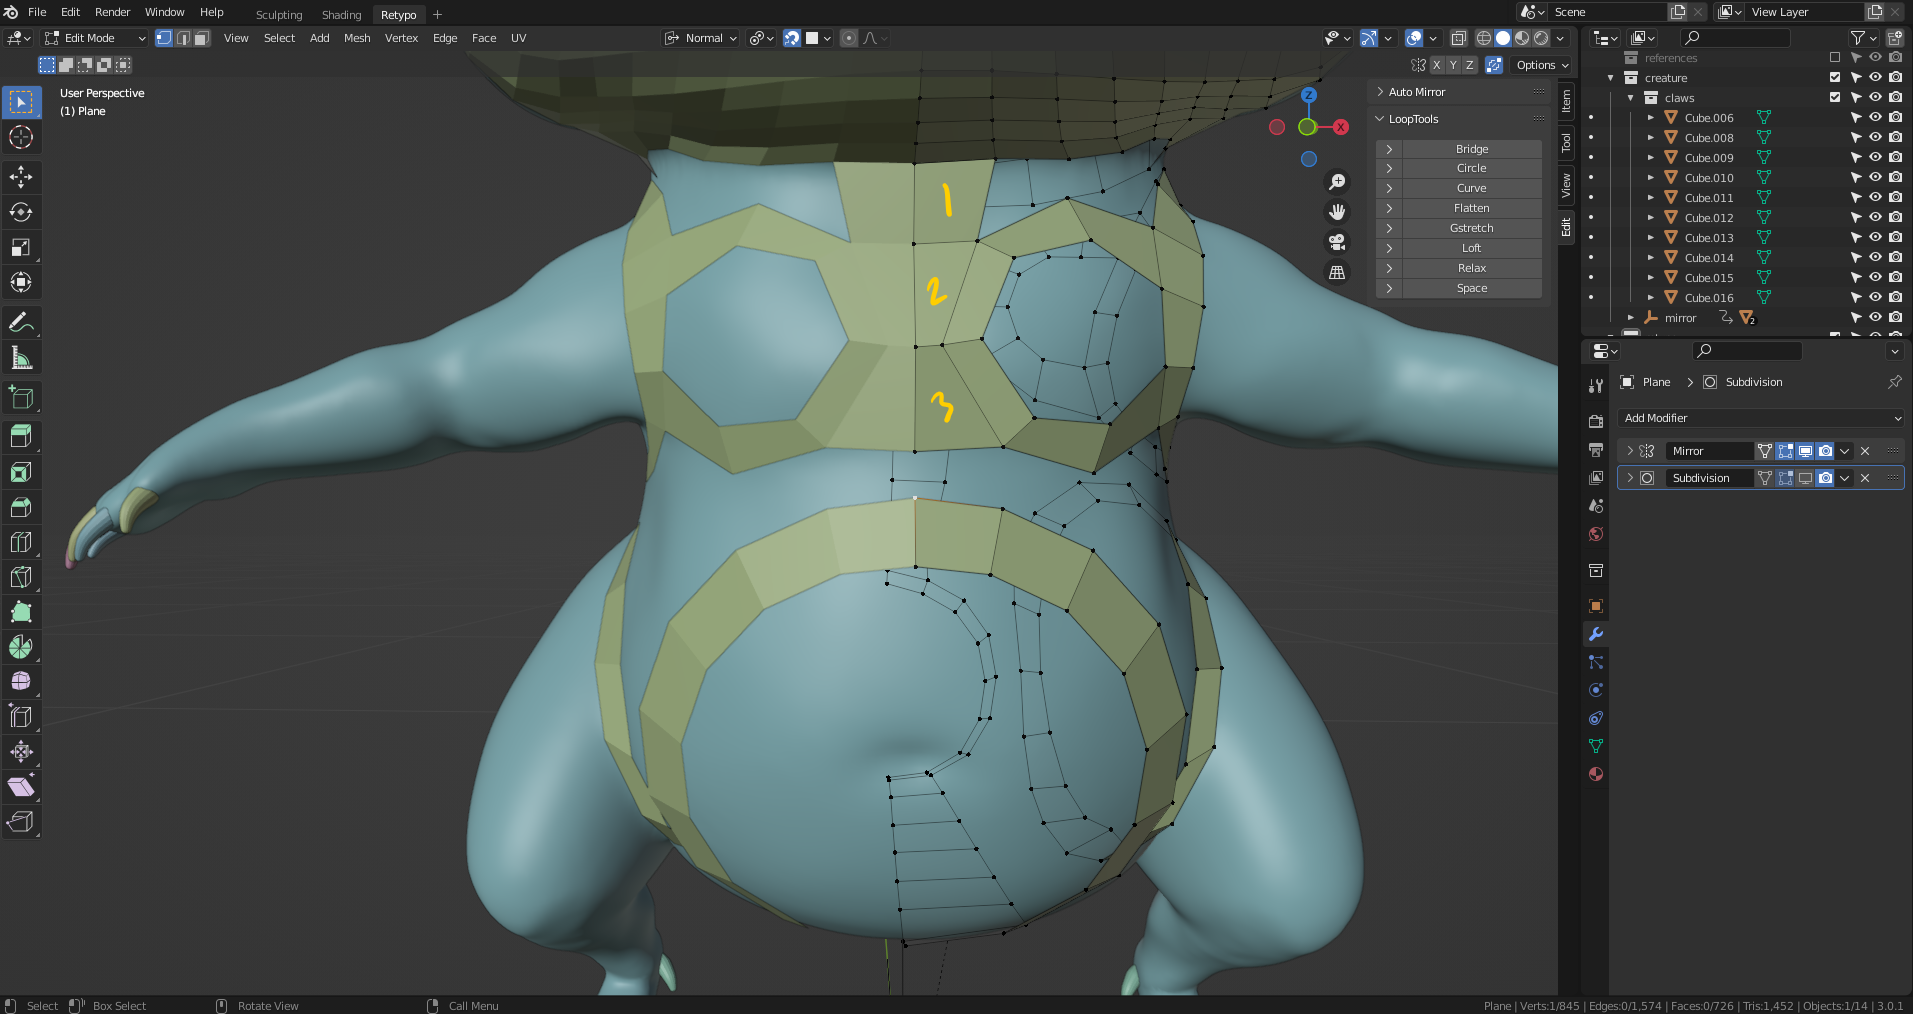 File Edit Render Window Help Sculpting Shading Retypo + Scene View Layer
Edit Mode View Select Add Mesh Vertex Edge Face UV Normal
references
X Y Z Options
creature
User Perspective
(1) Plane
Auto Mirror
claws
LoopTools
Cube.006
Cube.008
Cube.009
Cube.010
Cube.011
Cube.012
Cube.013
Cube.014
Cube.015
Cube.016
mirror
2
Bridge
Circle
Curve
Flatten
Gstretch
Loft
Relax
Space
Item
Tool
View
Edit
Z
X
1
2
3
Plane Subdivision
Add Modifier
Mirror
Subdivision
Select Box Select Rotate View Call Menu Plane | Verts:1/845 | Edges:0/1,574 | Faces:0/726 | Tris:1,452 | Objects:1/14 | 3.0.1